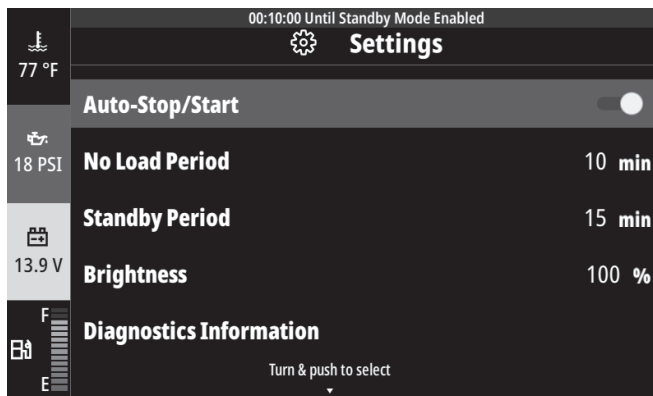 00:10:00 Until Standby Mode Enabled
Settings
77 °F
Auto-Stop/Start
18 PSI
No Load Period 10 min
Standby Period 15 min
13.9 V
Brightness 100 %
F
Diagnostics Information
E
Turn & push to select